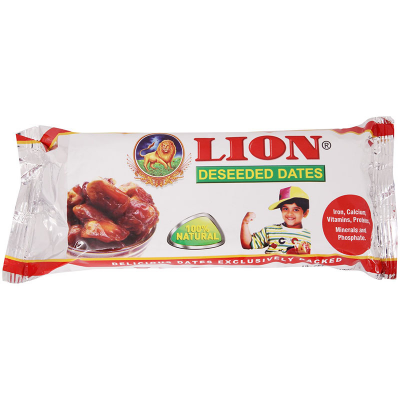 LION®
DESEEDED DATES
100%
NATURAL
Iron, Calcium,
Vitamins, Protein,
Minerals and
Phosphate.
DELICIOUS DATES EXCLUSIVELY PACKED